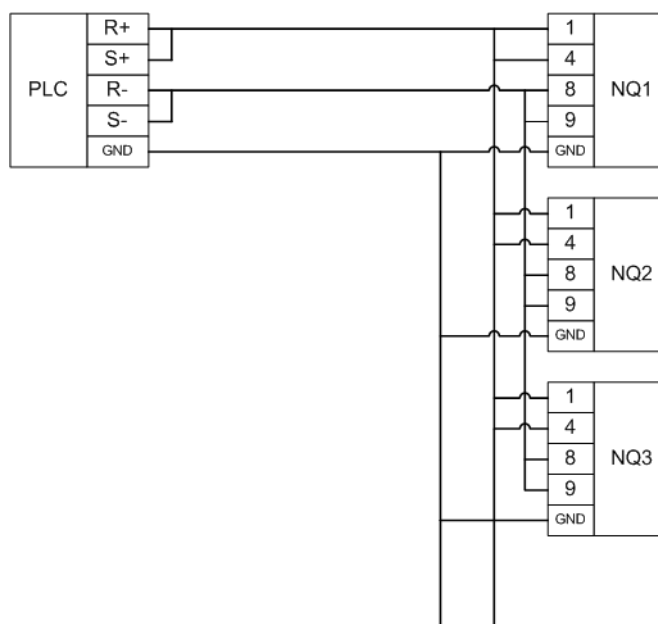 PLC
R+
S+
R-
S-
GND
1
4
8
9
GND
NQ1
1
4
8
9
GND
NQ2
1
4
8
9
GND
NQ3